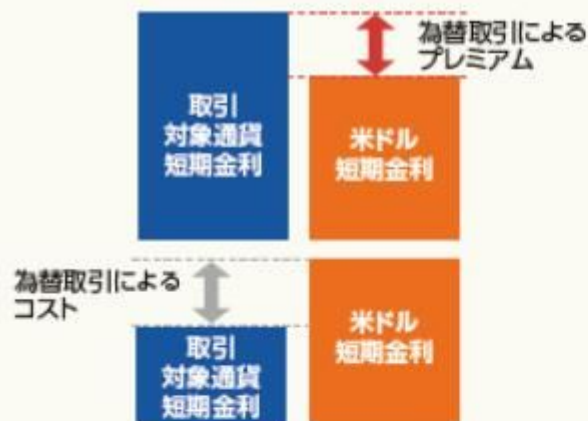 為替取引による
プレミアム
取引
対象通貨
短期金利
米ドル
短期金利
為替取引による
コスト
米ドル
短期金利
取引
対象通貨
短期金利